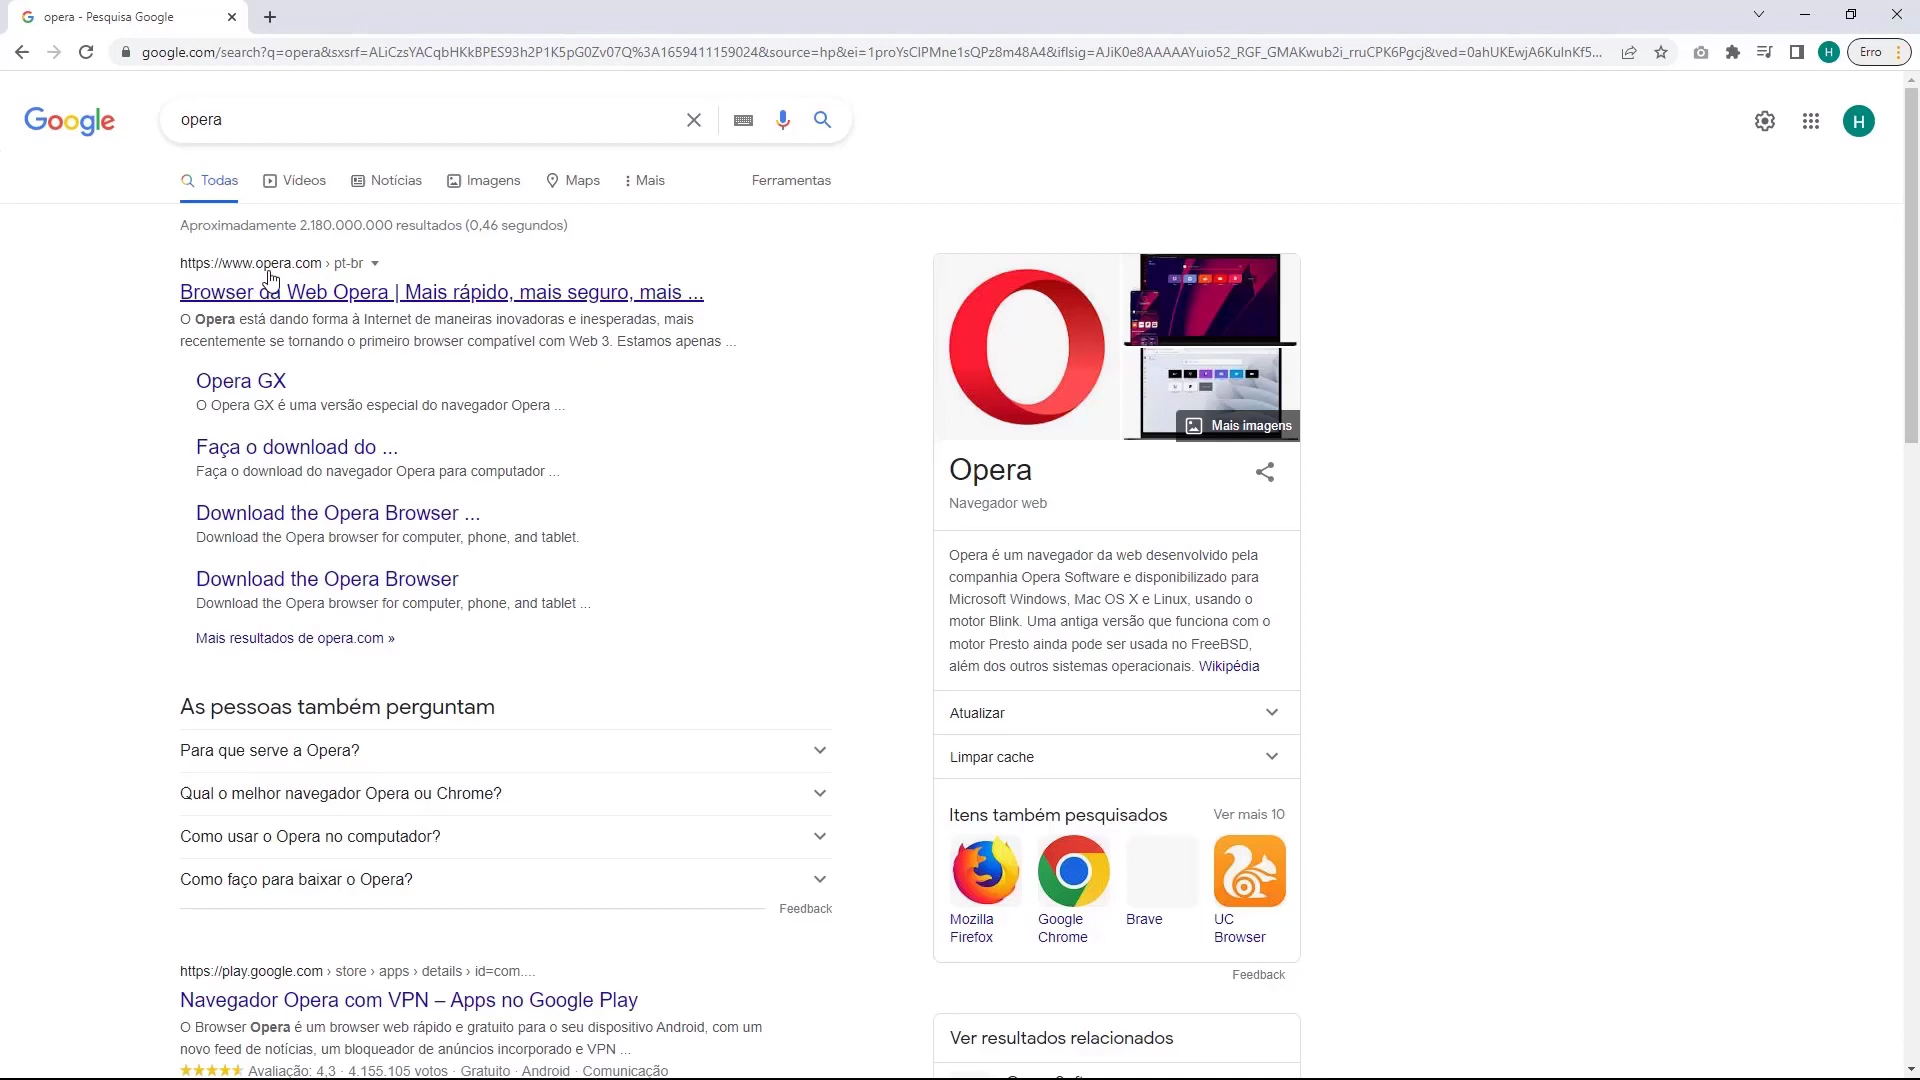 opera - Pesquisa Google
google.com/search?q=opera&sxsrf=ALiCzsYACqbHKkBPES93h2P1K5pG0Zv07Q%3A1659411159024&source=hp&ei=1proYsClPMne1sQPz8m48A4&iflsig=AJiK0e8AAAAAYuio52_RGF_GMAKwub2i_rruCPK6Pgcj&ved=0ahUKEwjA6KulnKf5...
H
Erro
Google
opera
H
Todas
Vídeos
Notícias
Imagens
Maps
Mais
Ferramentas
Aproximadamente 2.180.000.000 resultados (0,46 segundos)
https://www.opera.com › pt-br
Browser da Web Opera | Mais rápido, mais seguro, mais ...
O Opera está dando forma à Internet de maneiras inovadoras e inesperadas, mais
recentemente se tornando o primeiro browser compatível com Web 3. Estamos apenas ...
Opera GX
O Opera GX é uma versão especial do navegador Opera ...
Faça o download do ...
Faça o download do navegador Opera para computador ...
Download the Opera Browser ...
Download the Opera browser for computer, phone, and tablet.
Download the Opera Browser
Download the Opera browser for computer, phone, and tablet ...
Mais resultados de opera.com »
As pessoas também perguntam
Para que serve a Opera?
Qual o melhor navegador Opera ou Chrome?
Como usar o Opera no computador?
Como faço para baixar o Opera?
Feedback
https://play.google.com › store › apps › details › id=com....
Navegador Opera com VPN – Apps no Google Play
O Browser Opera é um browser web rápido e gratuito para o seu dispositivo Android, com um
novo feed de notícias, um bloqueador de anúncios incorporado e VPN ...
Avaliação: 4,3 · 4.155.105 votos · Gratuito · Android · Comunicação
Mais imagens
Opera
Navegador web
Opera é um navegador da web desenvolvido pela
companhia Opera Software e disponibilizado para
Microsoft Windows, Mac OS X e Linux, usando o
motor Blink. Uma antiga versão que funciona com o
motor Presto ainda pode ser usada no FreeBSD,
além dos outros sistemas operacionais. Wikipédia
Atualizar
Limpar cache
Itens também pesquisados
Ver mais 10
Mozilla
Firefox
Google
Chrome
Brave
UC
Browser
Feedback
Ver resultados relacionados